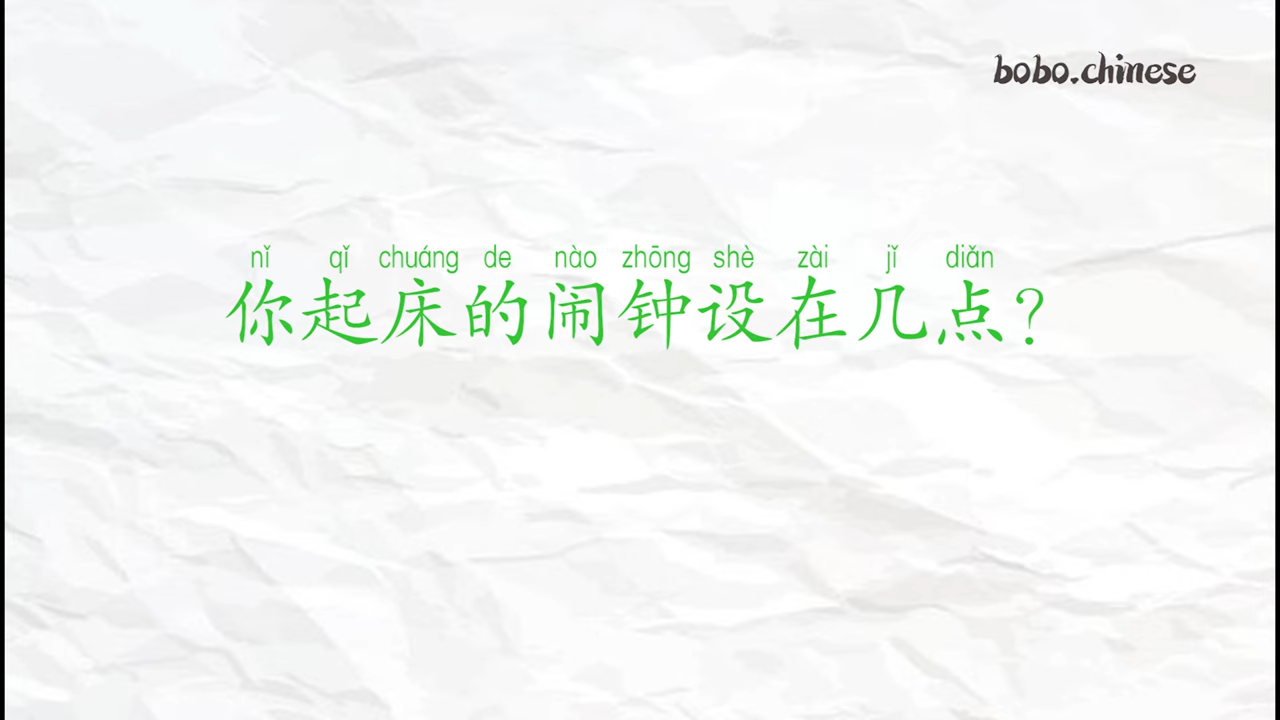 bobo.chinese
nǐ qǐ chuáng de nào zhōng shè zài jǐ diǎn
你起床的闹钟设在几点?